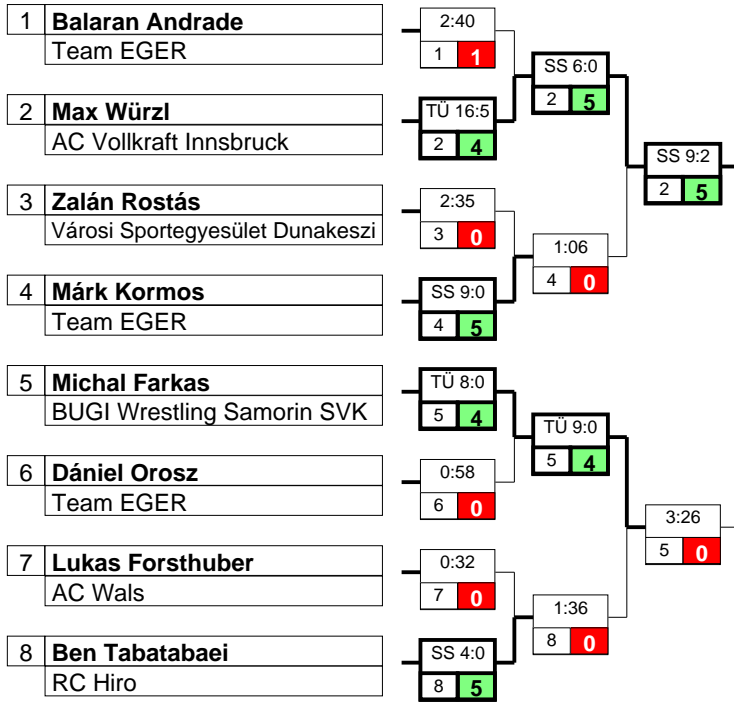 1 Balaran Andrade
Team EGER
2:40
1 1
SS 6:0
2 5
2 Max Würzl
AC Vollkraft Innsbruck
TÜ 16:5
2 4
SS 9:2
2 5
3 Zalán Rostás
Városi Sportegyesület Dunakeszi
2:35
3 0
1:06
4 0
4 Márk Kormos
Team EGER
SS 9:0
4 5
5 Michal Farkas
BUGI Wrestling Samorin SVK
TÜ 8:0
5 4
TÜ 9:0
5 4
6 Dániel Orosz
Team EGER
0:58
6 0
3:26
5 0
7 Lukas Forsthuber
AC Wals
0:32
7 0
1:36
8 0
8 Ben Tabatabaei
RC Hiro
SS 4:0
8 5